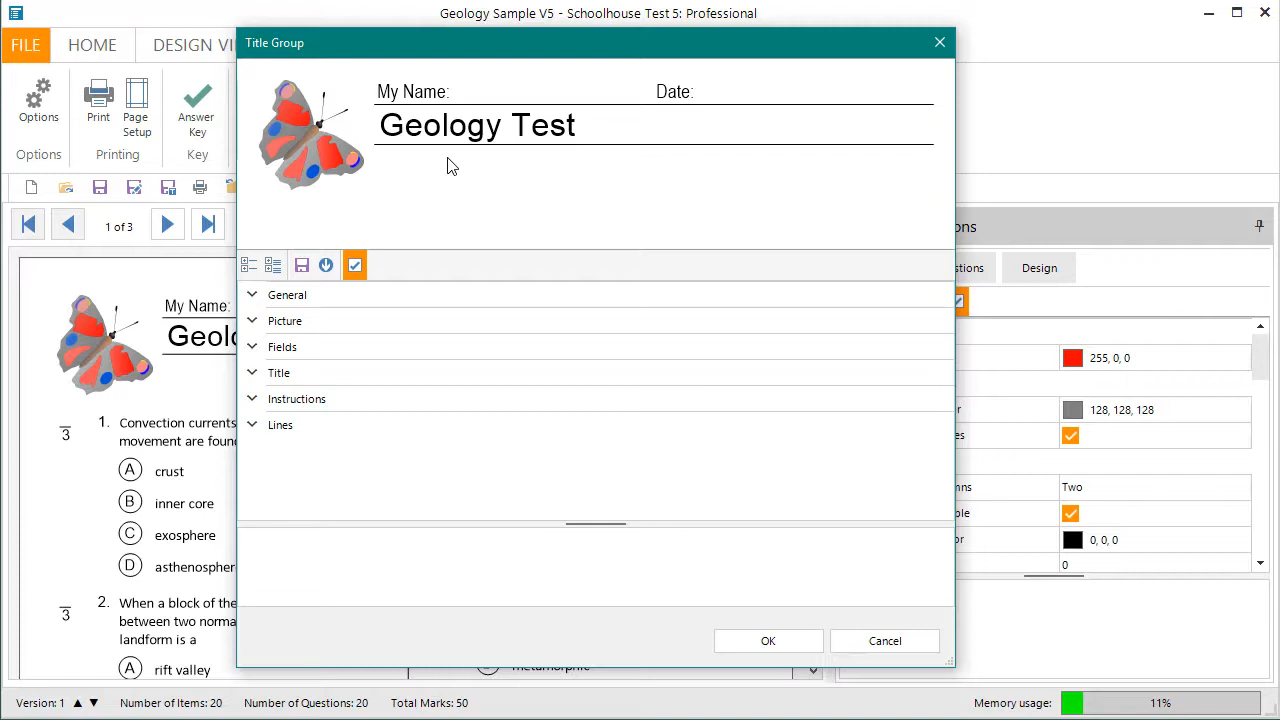 Geology Sample V5 - Schoolhouse Test 5: Professional
FILE
HOME
DESIGN VI
Options
Print
Page Setup
Answer Key
Options
Printing
Key
1 of 3
My Name:
Geolo
3
1. Convection currents
movement are found
A crust
B inner core
C exosphere
D asthenospher
3
2. When a block of the
between two norma
landform is a
A rift valley
Title Group
My Name:
Date:
Geology Test
General
Picture
Fields
Title
Instructions
Lines
OK
Cancel
ons
stions
Design
255, 0, 0
r
128, 128, 128
es
mns
Two
ple
or
0, 0, 0
0
metamorphic
Version: 1
Number of Items: 20
Number of Questions: 20
Total Marks: 50
Memory usage:
11%